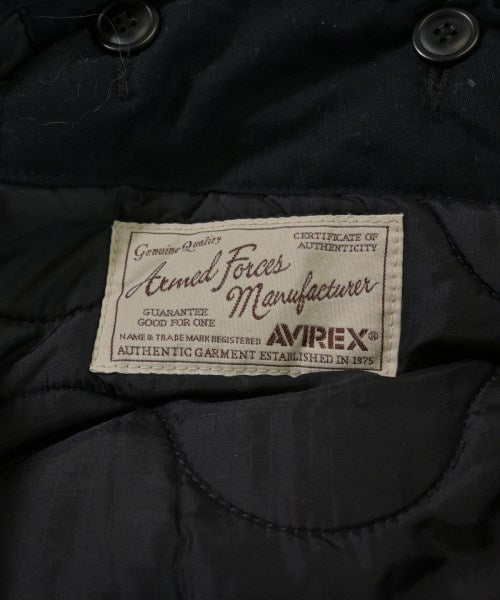 Genuine Quality
CERTIFICATE OF
AUTHENTICITY
Armed Forces
Manufacturer
GUARANTEE
GOOD FOR ONE
NAME & TRADE MARK REGISTERED
AVIREX®
AUTHENTIC GARMENT ESTABLISHED IN 1975